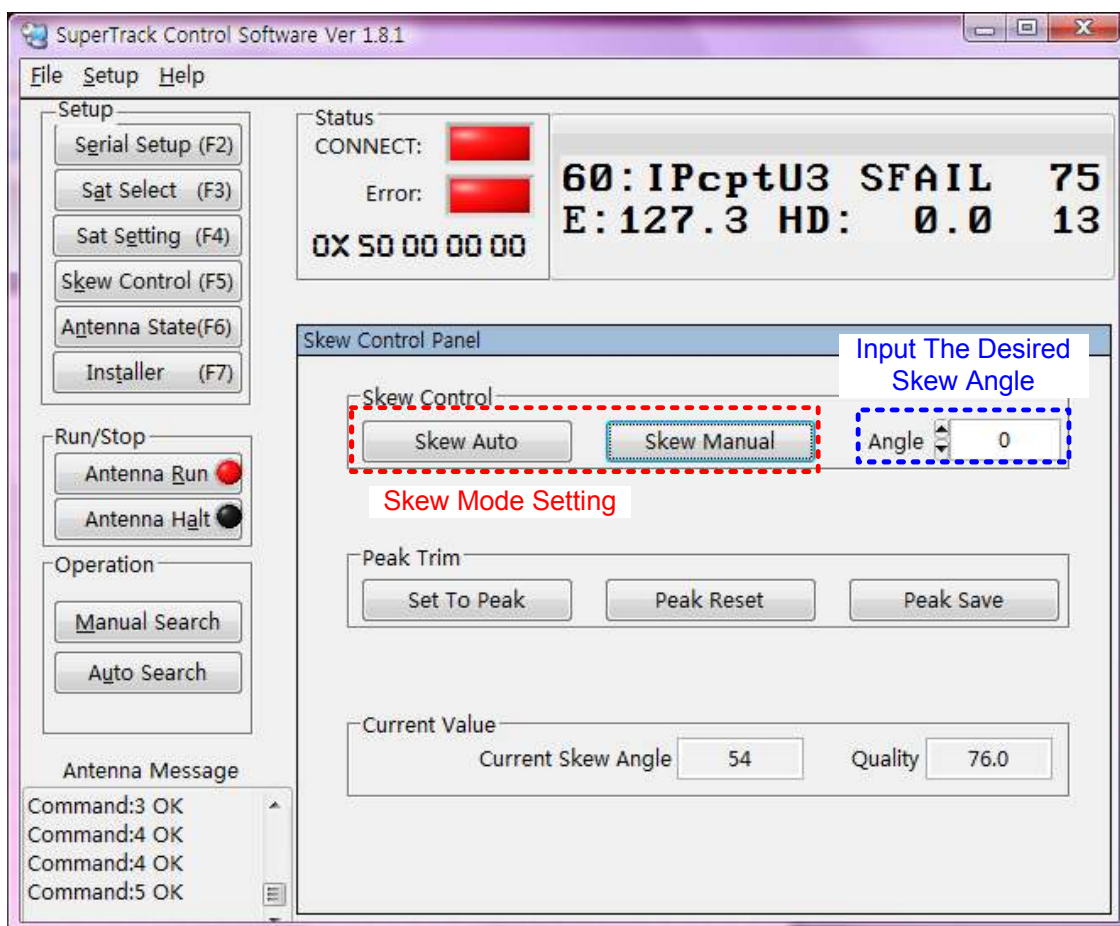 SuperTrack Control Software Ver 1.8.1
File Setup Help
Setup
Serial Setup (F2)
Sat Select (F3)
Sat Setting (F4)
Skew Control (F5)
Antenna State(F6)
Installer (F7)
Run/Stop
Antenna Run
Antenna Halt
Operation
Manual Search
Auto Search
Antenna Message
Command:3 OK
Command:4 OK
Command:4 OK
Command:5 OK
Status
CONNECT:
Error:
0X 50 00 00 00
60:IPcptU3 SFAIL 75
E:127.3 HD: 0.0 13
Skew Control Panel
Input The Desired
Skew Angle
Skew Control
Skew Auto Skew Manual Angle 0
Skew Mode Setting
Peak Trim
Set To Peak Peak Reset Peak Save
Current Value
Current Skew Angle 54 Quality 76.0